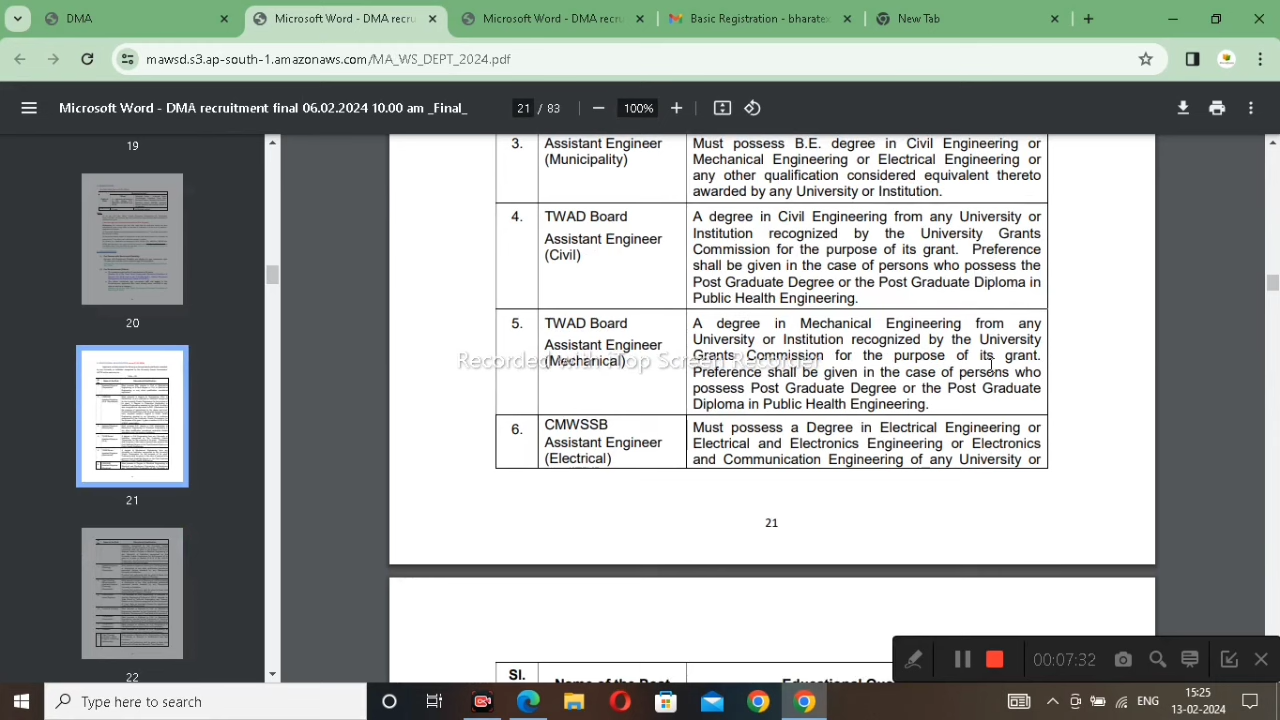 DMA
Microsoft Word - DMA recru
Microsoft Word - DMA recru
Basic Registration - bharate
New Tab
mawsd.s3.ap-south-1.amazonaws.com/MA_WS_DEPT_2024.pdf
Microsoft Word - DMA recruitment final 06.02.2024 10.00 am _Final_
21 / 83
100%
19
20
21
22
3. Assistant Engineer
(Municipality)
Must possess B.E. degree in Civil Engineering or
Mechanical Engineering or Electrical Engineering or
any other qualification considered equivalent thereto
awarded by any University or Institution.
4. TWAD Board
Assistant Engineer
(Civil)
A degree in Civil Engineering from any University or
Institution recognized by the University Grants
Commission for the purpose of its grant. Preference
shall be given in the case of persons who possess the
Post Graduate Degree or the Post Graduate Diploma in
Public Health Engineering.
5. TWAD Board
Assistant Engineer
(Mechanical)
A degree in Mechanical Engineering from any
University or Institution recognized by the University
Grants Commission for the purpose of its grant.
Preference shall be given in the case of persons who
possess Post Graduate Degree or the Post Graduate
Diploma in Public Health Engineering.
6. CMWSSB
Assistant Engineer
(Electrical)
Must possess a Degree in Electrical Engineering or
Electrical and Electronics Engineering or Electronics
and Communication Engineering of any University or
21
Sl.
Name of the Post
00:07:32
Type here to search
ENG
15:25
13-02-2024